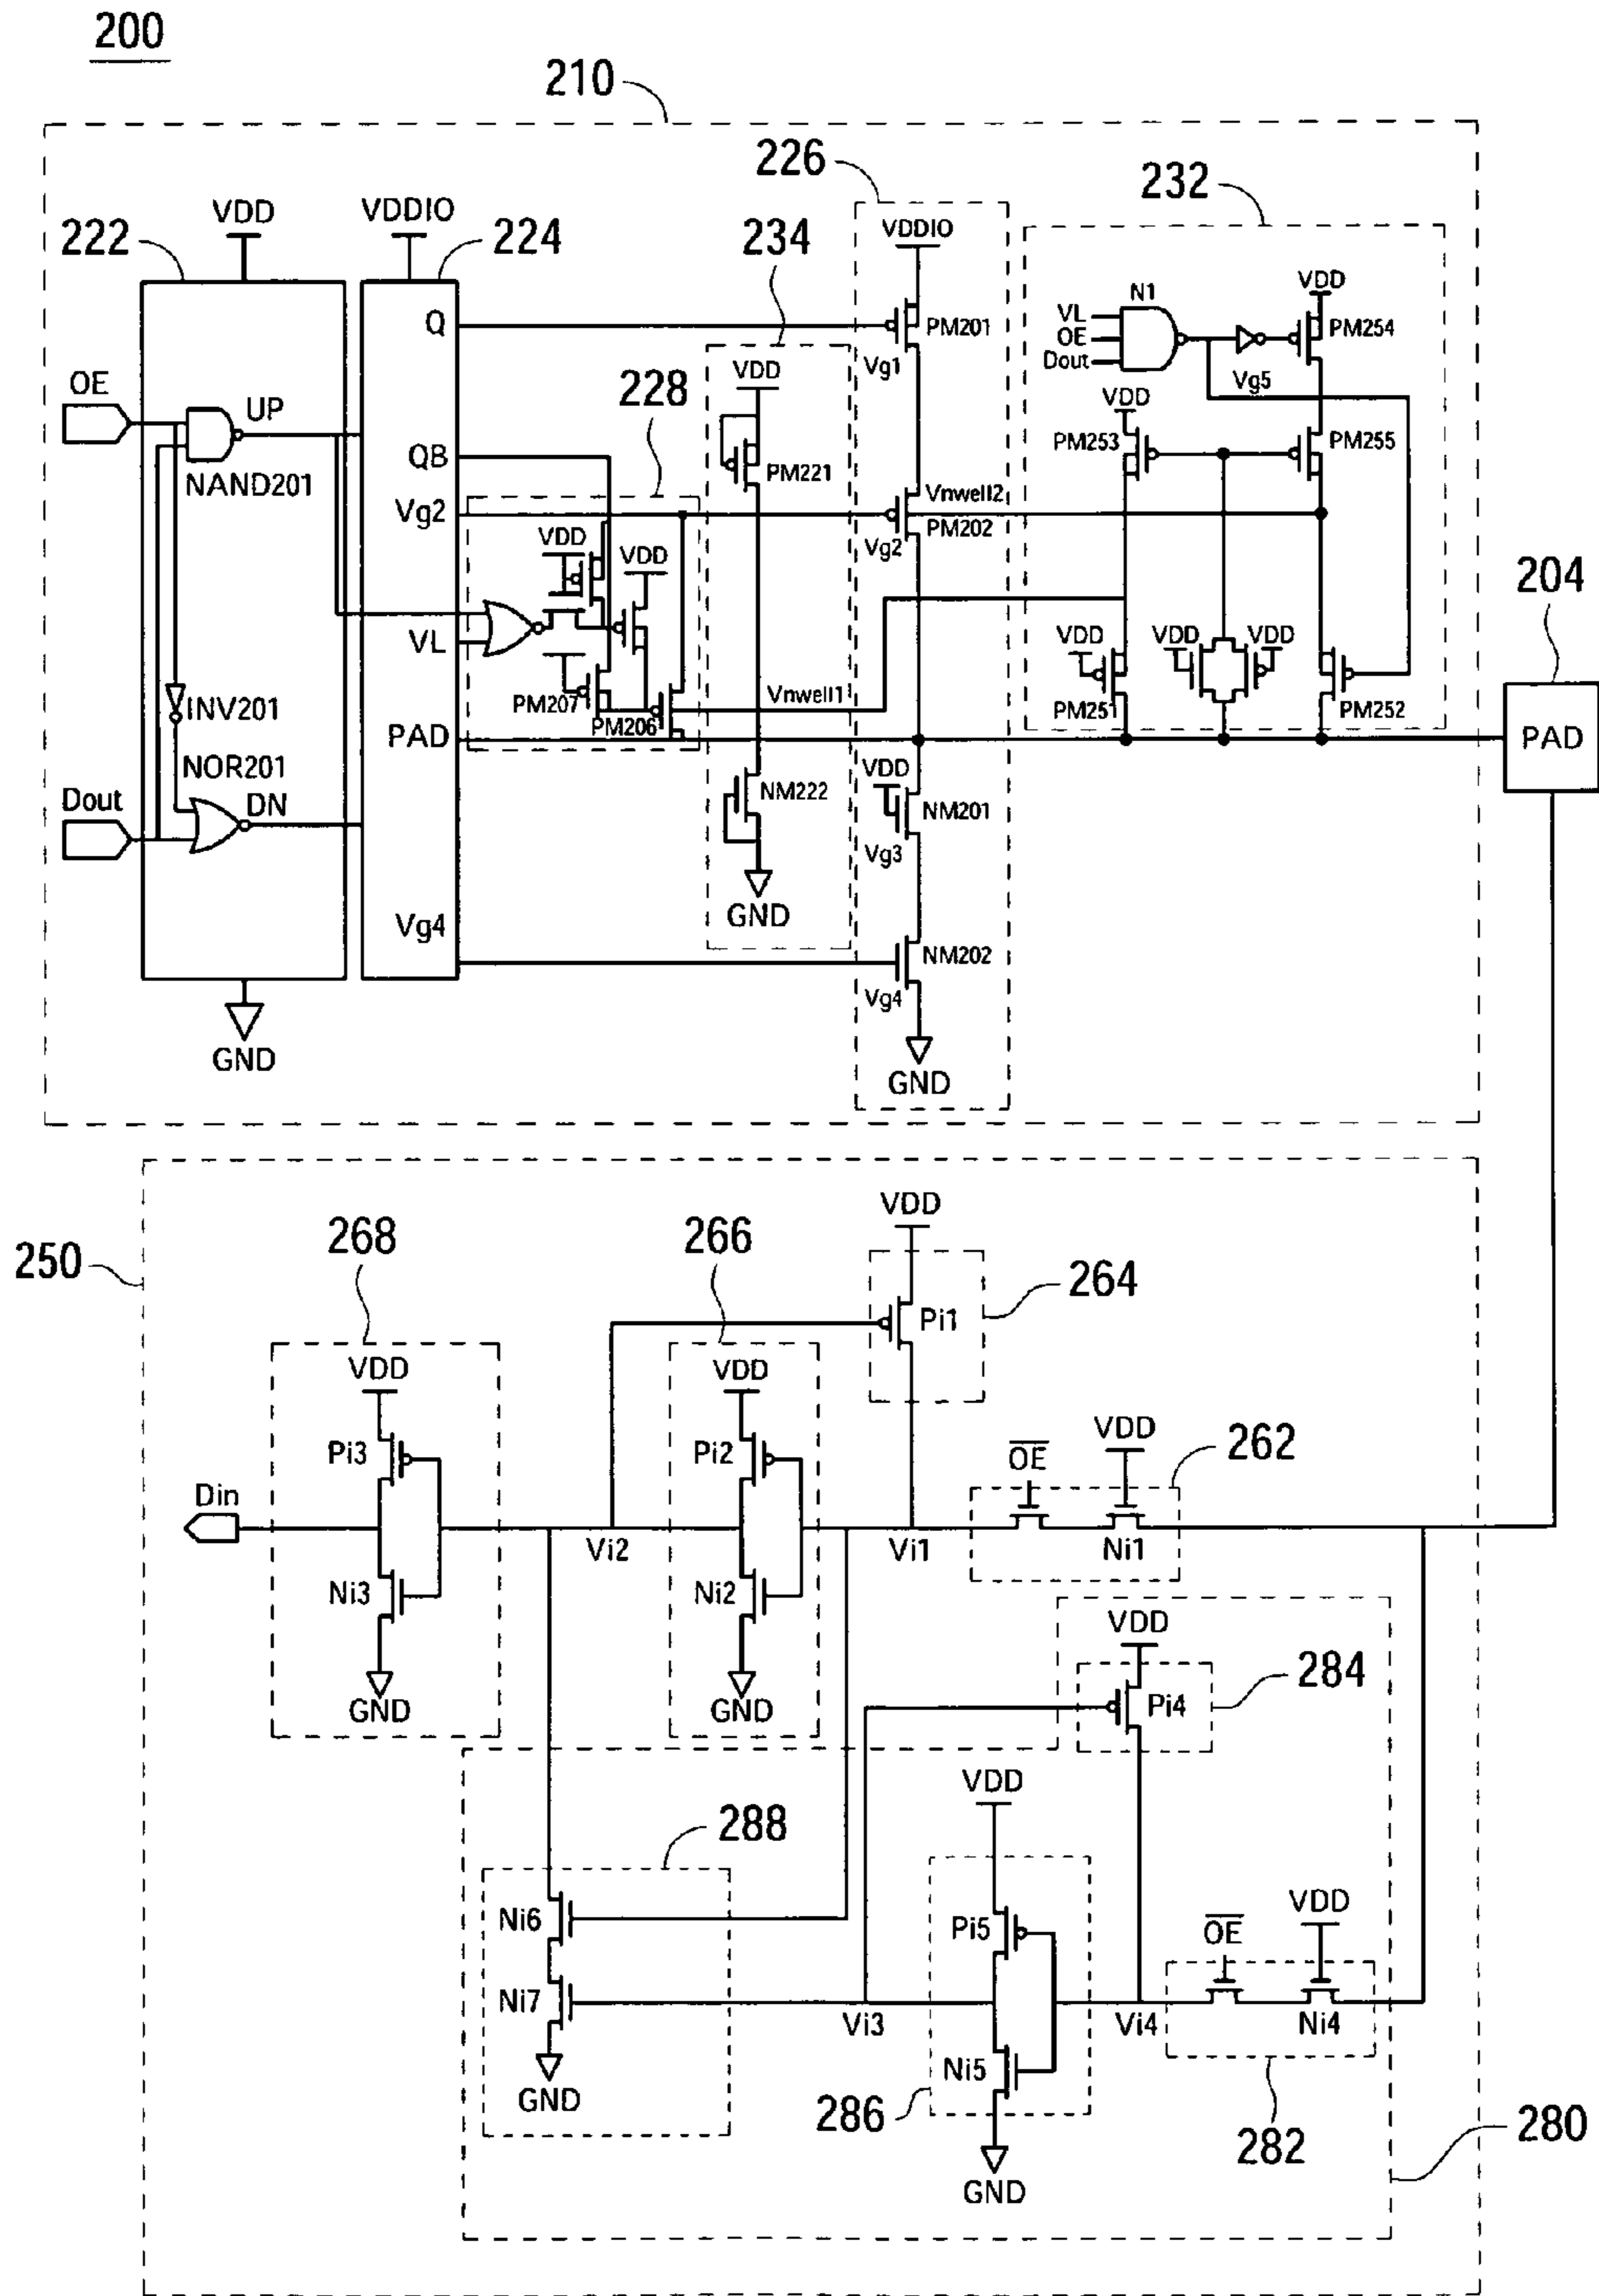 200
210
226
232
VDD
VDDIO
222
224
234
VDDIO
VDD
N1
VL
OE
Dout
PM254
Q
PM201
Vg1
Vg5
OE
UP
VDD
228
VDD
PM253
PM255
QB
PM221
NAND201
Vg2
Vnwell2
PM202
Vg2
VDD
VDD
204
VL
VDD
VDD
VDD
PM207
PM206
Vnwell1
PM251
PM252
INV201
PAD
PAD
NOR201
VDD
NM222
NM201
Dout
DN
Vg3
GND
Vg4
NM202
Vg4
GND
GND
VDD
268
266
250
264
Pi1
VDD
VDD
VDD
Pi3
Pi2
OE
262
Din
Vi2
Vi1
Ni1
Ni3
Ni2
VDD
284
GND
GND
Pi4
VDD
288
VDD
Ni6
Pi5
OE
Ni7
Vi3
Vi4
Ni4
Ni5
GND
286
282
280
GND